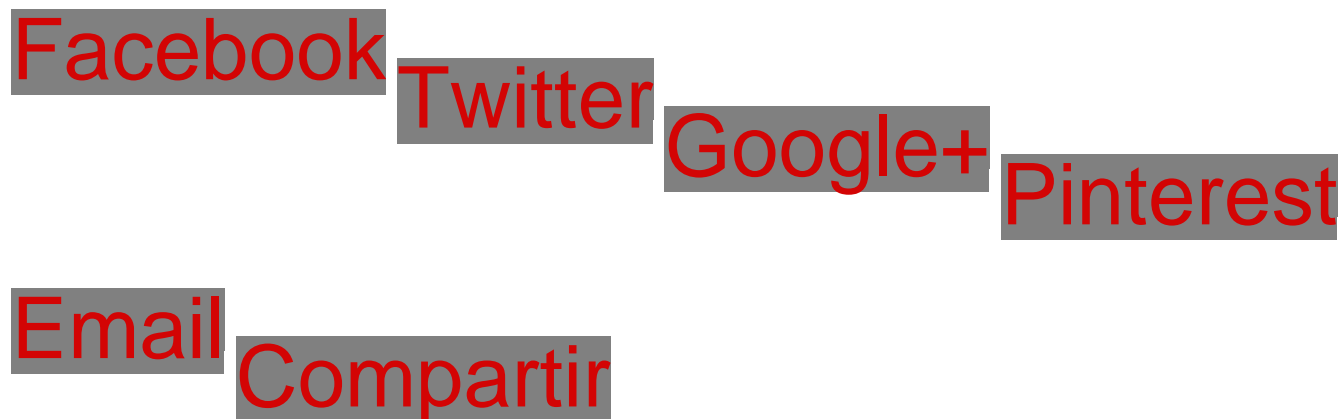 Facebook
Twitter
Google+
Pinterest
Email
Compartir